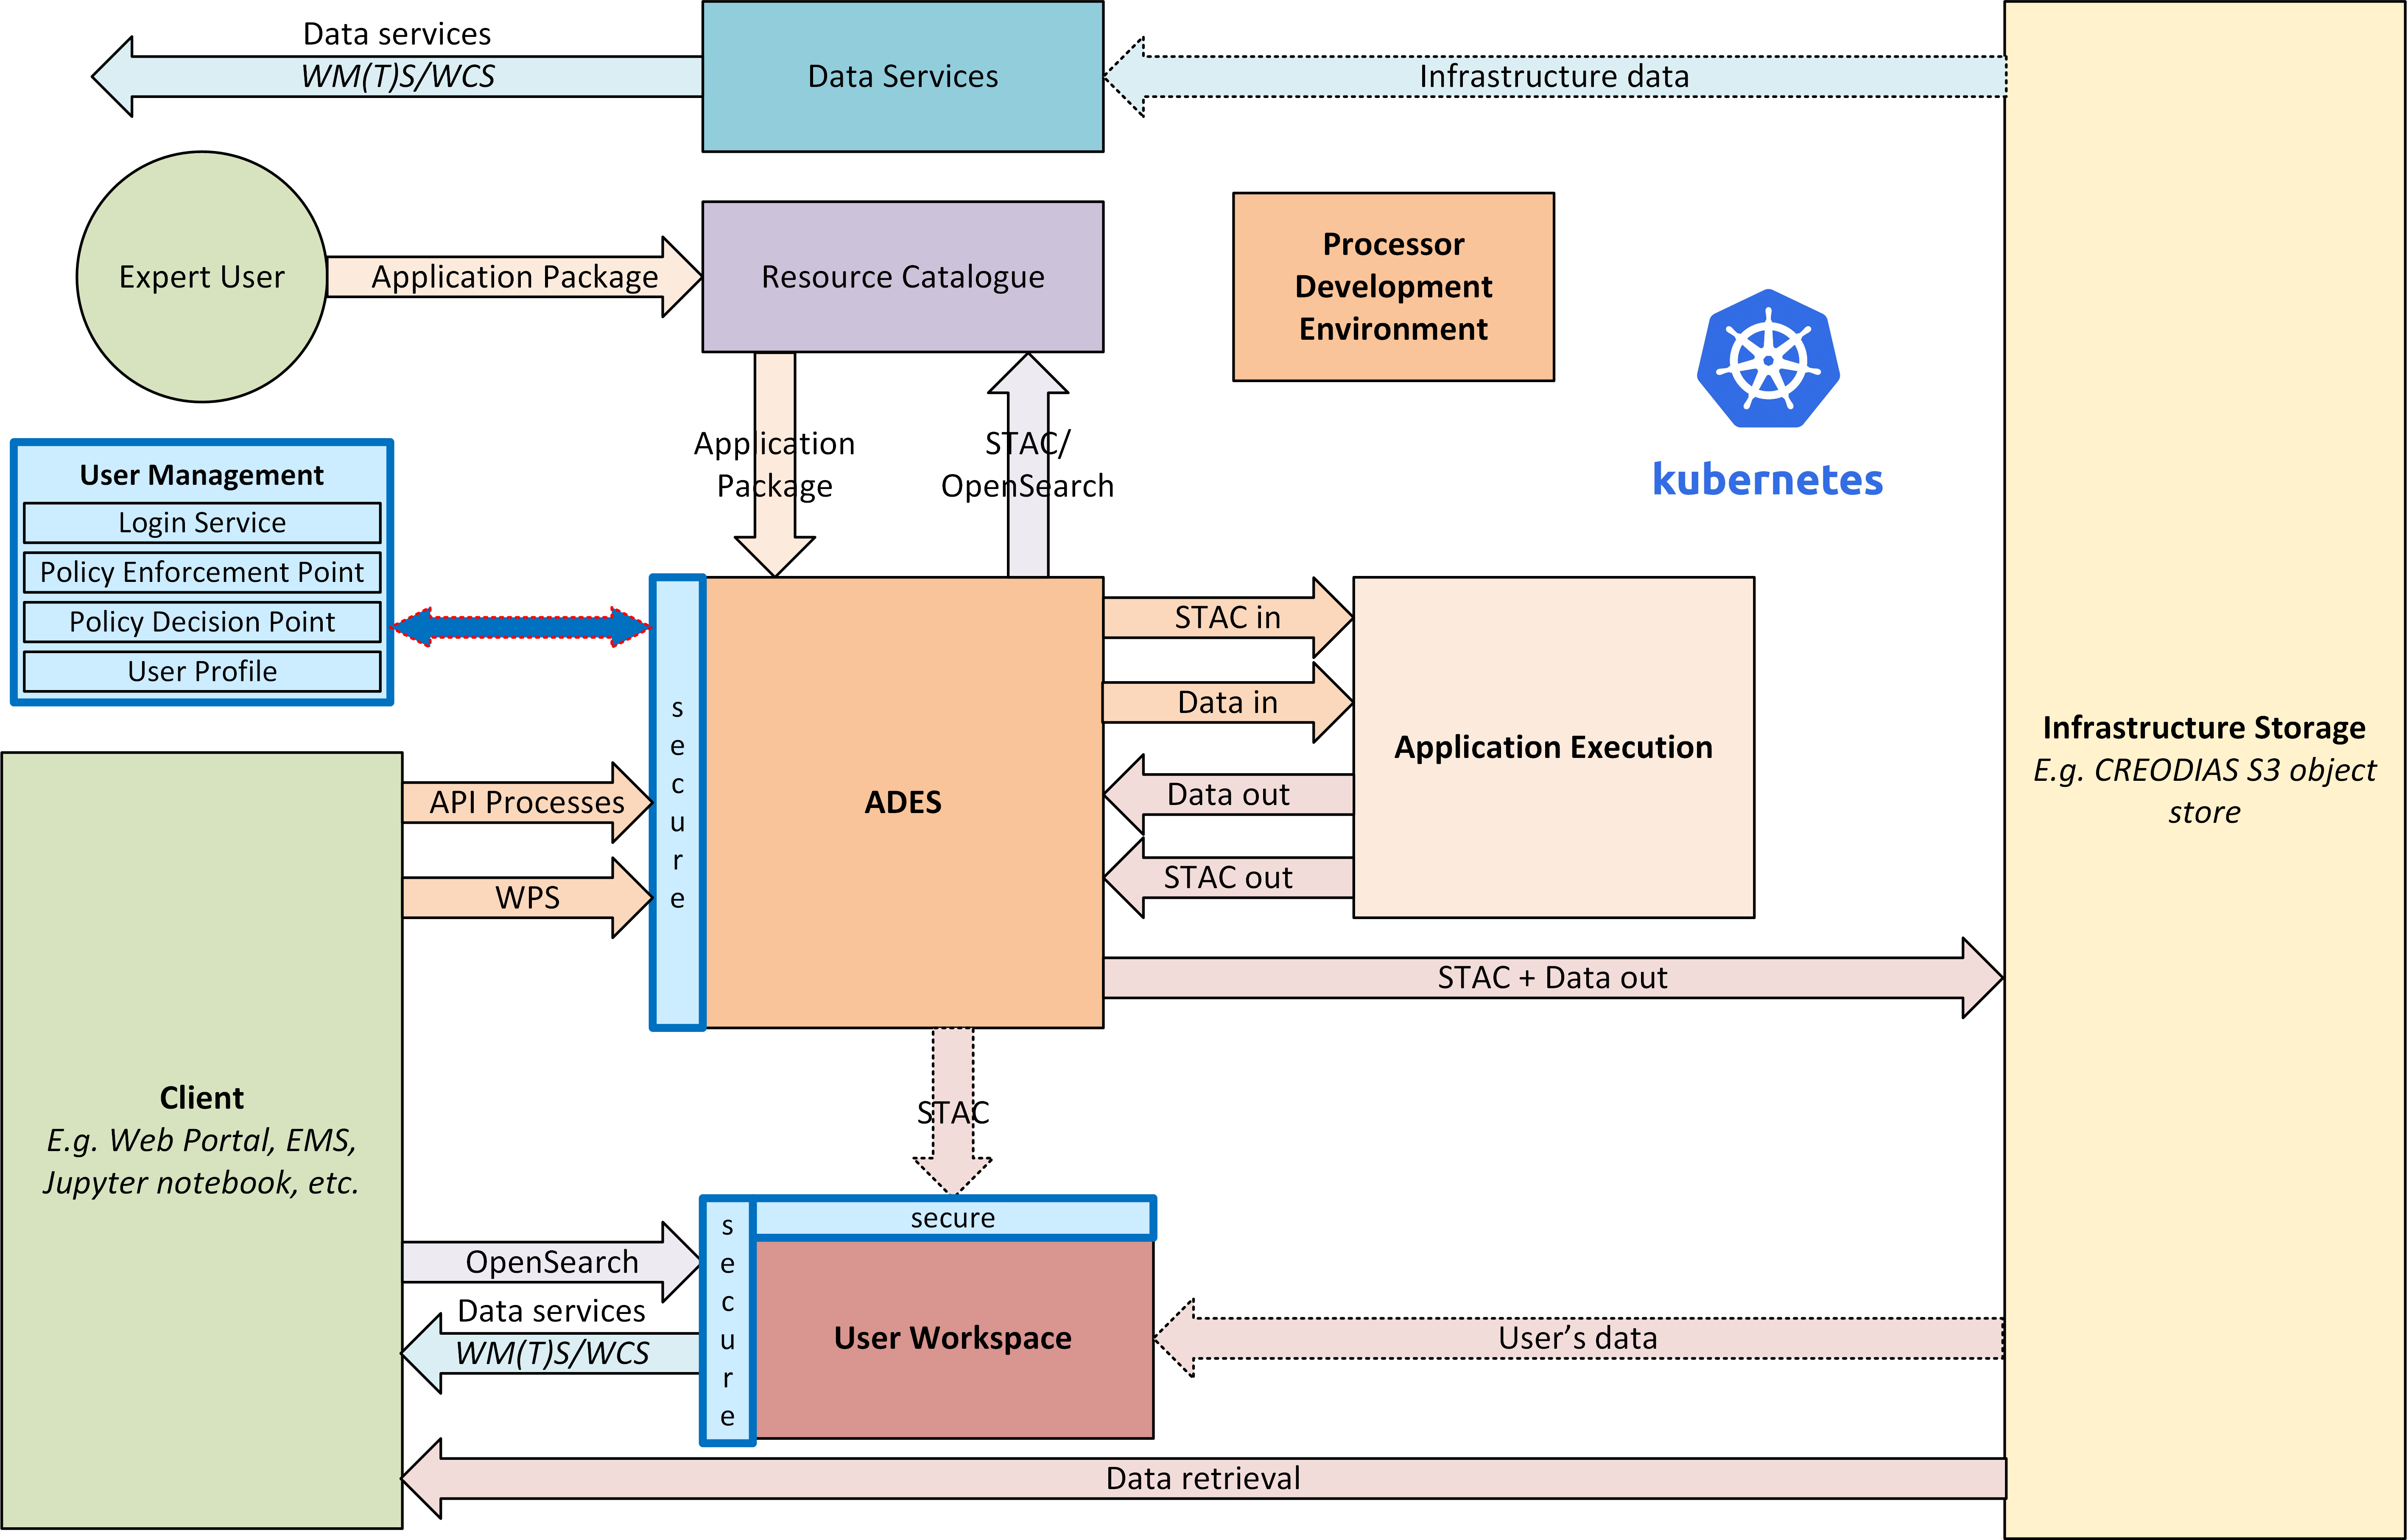 Data services
WM(T)S/WCS
Data Services
Infrastructure data
Expert User
Application Package
Resource Catalogue
Processor
Development
Environment
kubernetes
Application
Package
STAC/
OpenSearch
User Management
Login Service
Policy Enforcement Point
Policy Decision Point
User Profile
secure
ADES
STAC in
Data in
Data out
STAC out
Application Execution
Infrastructure Storage
E.g. CREODIAS S3 object
store
API Processes
WPS
STAC + Data out
Client
E.g. Web Portal, EMS,
Jupyter notebook, etc.
STAC
secure
secure
OpenSearch
Data services
WM(T)S/WCS
User Workspace
User’s data
Data retrieval